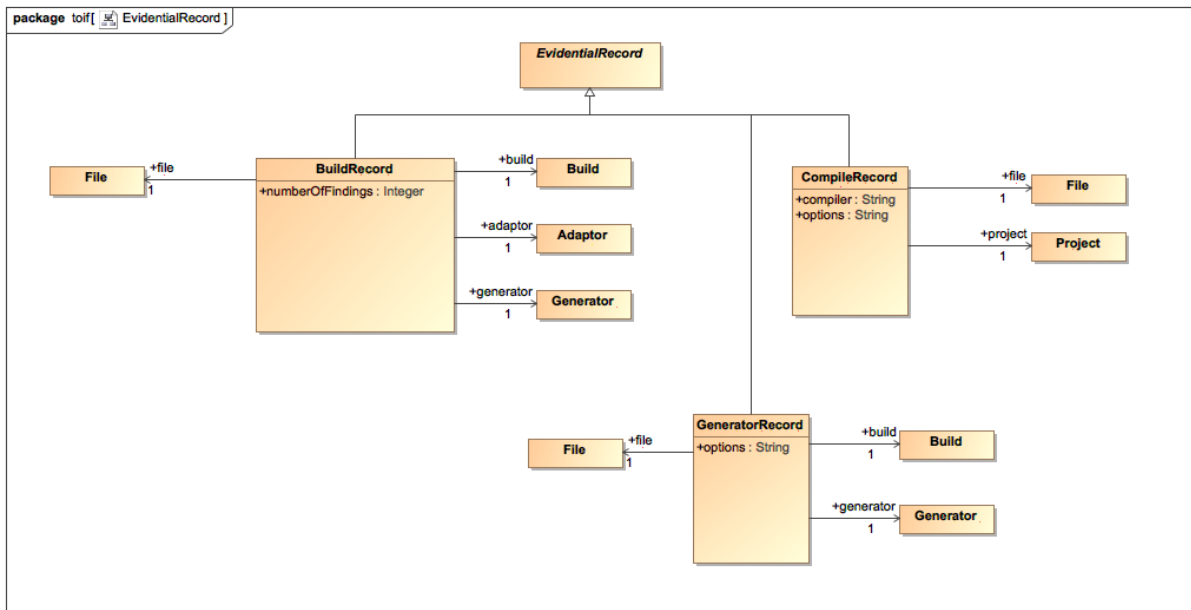 package toif[ EvidentialRecord ]
EvidentialRecord
File
+file
1
BuildRecord
+numberOfFindings : Integer
+build
1
Build
+adaptor
1
Adaptor
+generator
1
Generator
CompileRecord
+compiler : String
+options : String
+file
1
File
+project
1
Project
File
+file
1
GeneratorRecord
+options : String
+build
1
Build
+generator
1
Generator